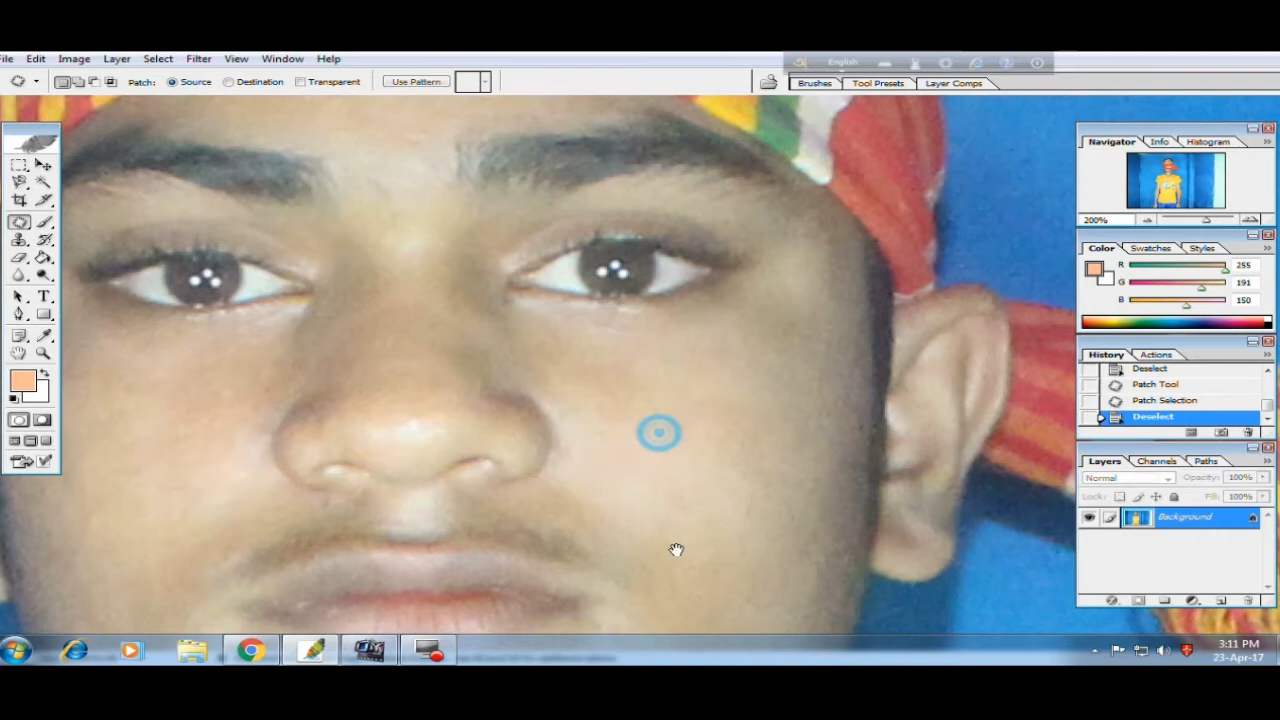 File Edit Image Layer Select Filter View Window Help
English
Patch: Source Destination Transparent Use Pattern
Brushes Tool Presets Layer Comps
Navigator Info Histogram
200%
Color Swatches Styles
R 255
G 191
B 150
History Actions
Deselect
Patch Tool
Patch Selection
Deselect
Layers Channels Paths
Normal Opacity: 100%
Lock: Fill: 100%
Background
3:11 PM
23-Apr-17